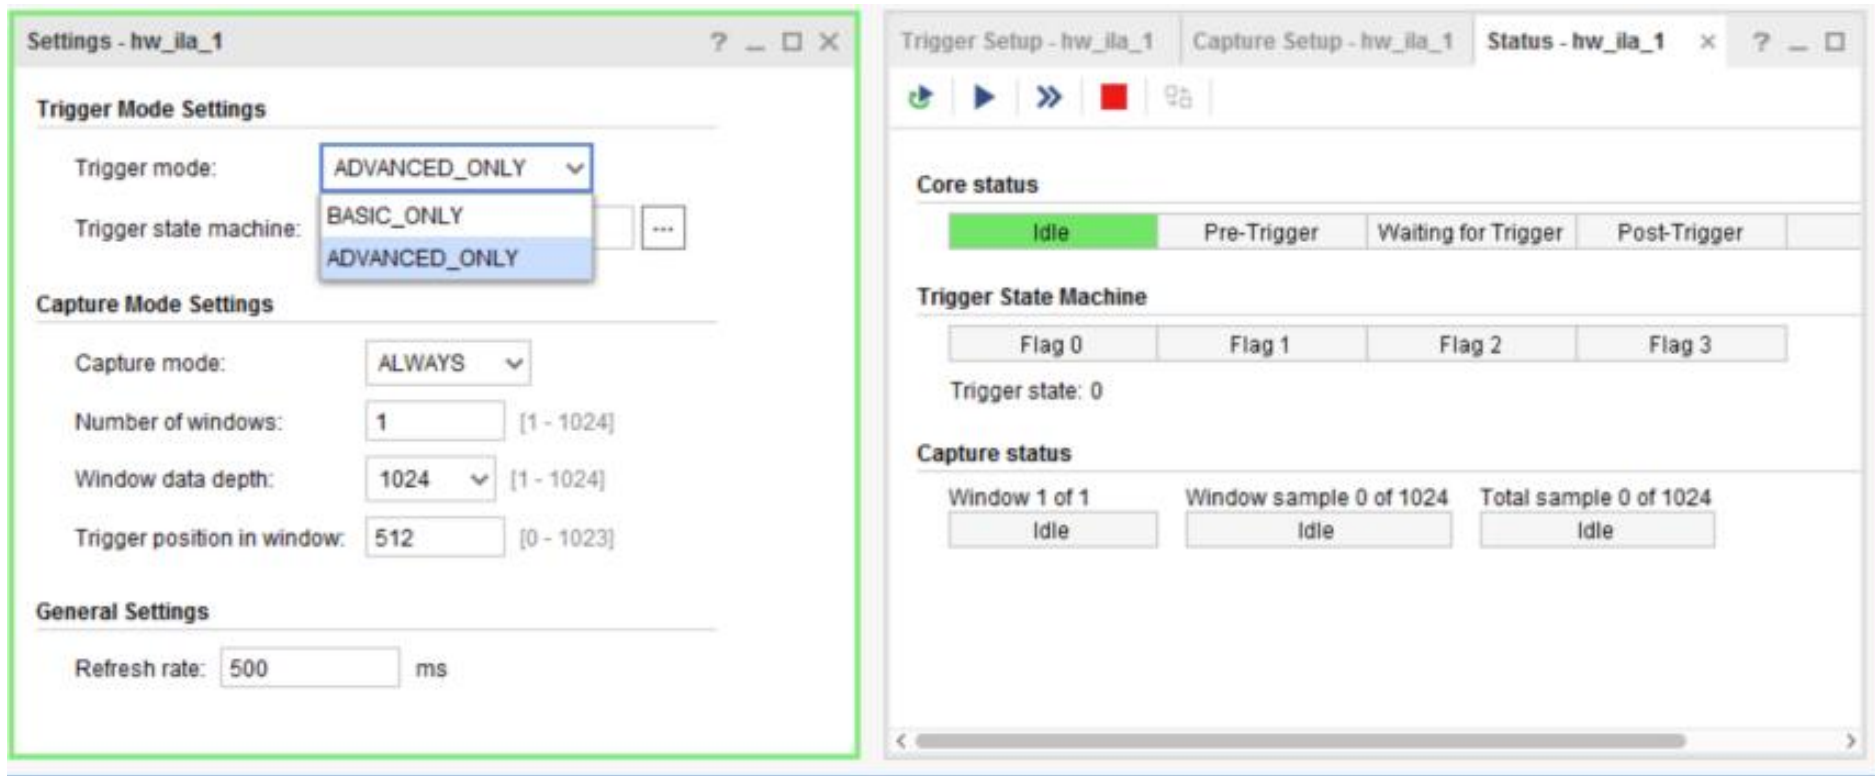 Settings - hw_ila_1
Trigger Mode Settings
Trigger mode: ADVANCED_ONLY
BASIC_ONLY
Trigger state machine: ...
ADVANCED_ONLY
Capture Mode Settings
Capture mode: ALWAYS
Number of windows: 1 [1 - 1024]
Window data depth: 1024 [1 - 1024]
Trigger position in window: 512 [0 - 1023]
General Settings
Refresh rate: 500 ms
Trigger Setup - hw_ila_1 Capture Setup - hw_ila_1 Status - hw_ila_1
Core status
Idle Pre-Trigger Waiting for Trigger Post-Trigger
Trigger State Machine
Flag 0 Flag 1 Flag 2 Flag 3
Trigger state: 0
Capture status
Window 1 of 1 Window sample 0 of 1024 Total sample 0 of 1024
Idle Idle Idle